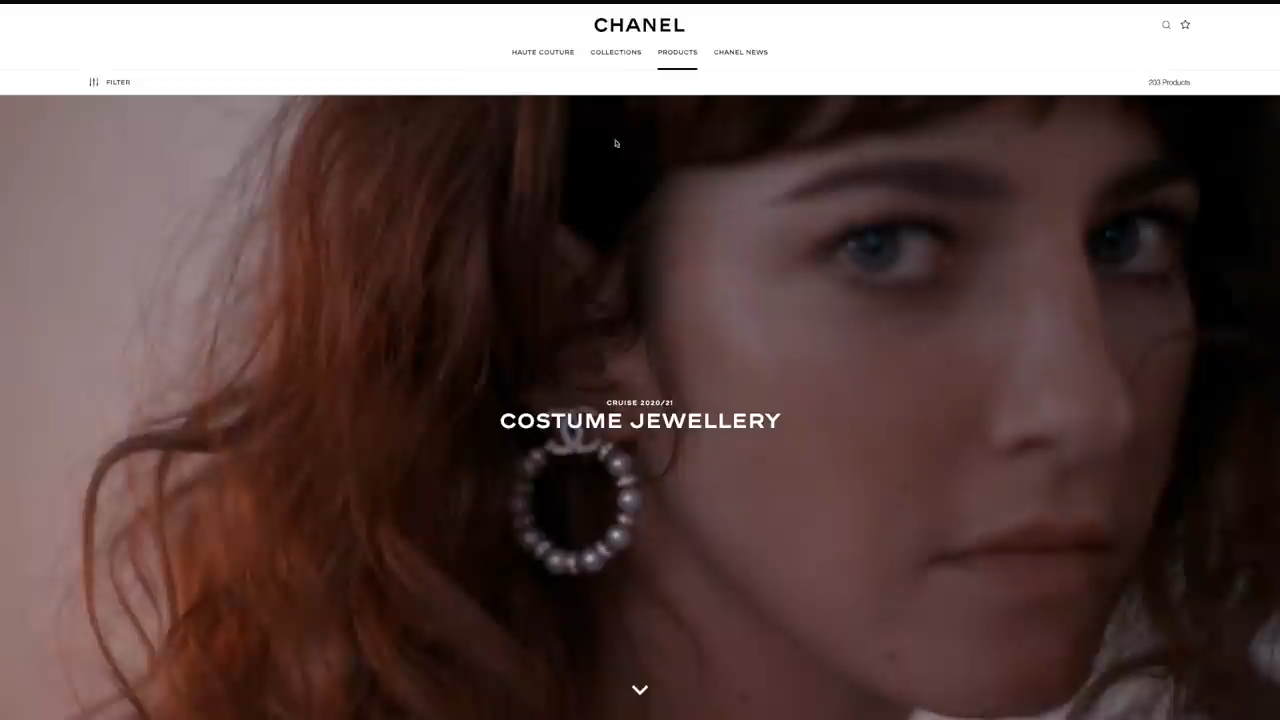 CHANEL
HAUTE COUTURE COLLECTIONS PRODUCTS CHANEL NEWS
FILTER 203 Products
CRUISE 2020/21
COSTUME JEWELLERY